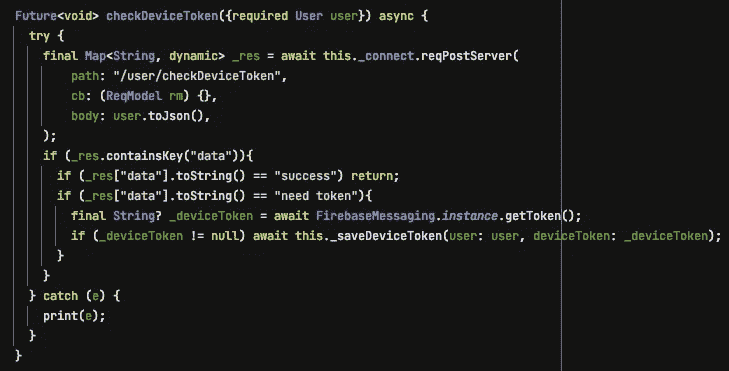 Future<void> checkDeviceToken({required User user}) async {
  try {
    final Map<String, dynamic> _res = await this._connect.reqPostServer(
        path: "/user/checkDeviceToken",
        cb: (ReqModel rm) {},
        body: user.toJson(),
    );
    if (_res.containsKey("data")){
      if (_res["data"].toString() == "success") return;
      if (_res["data"].toString() == "need token"){
        final String? _deviceToken = await FirebaseMessaging.instance.getToken();
        if (_deviceToken != null) await this._saveDeviceToken(user: user, deviceToken: _deviceToken);
      }
    }
  } catch (e) {
    print(e);
  }
}